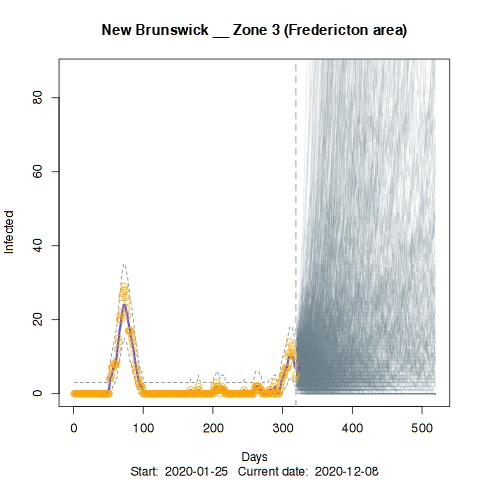 New Brunswick __ Zone 3 (Fredericton area)
80
60
40
20
0
Infected
0 100 200 300 400 500
Days
Start: 2020-01-25 Current date: 2020-12-08